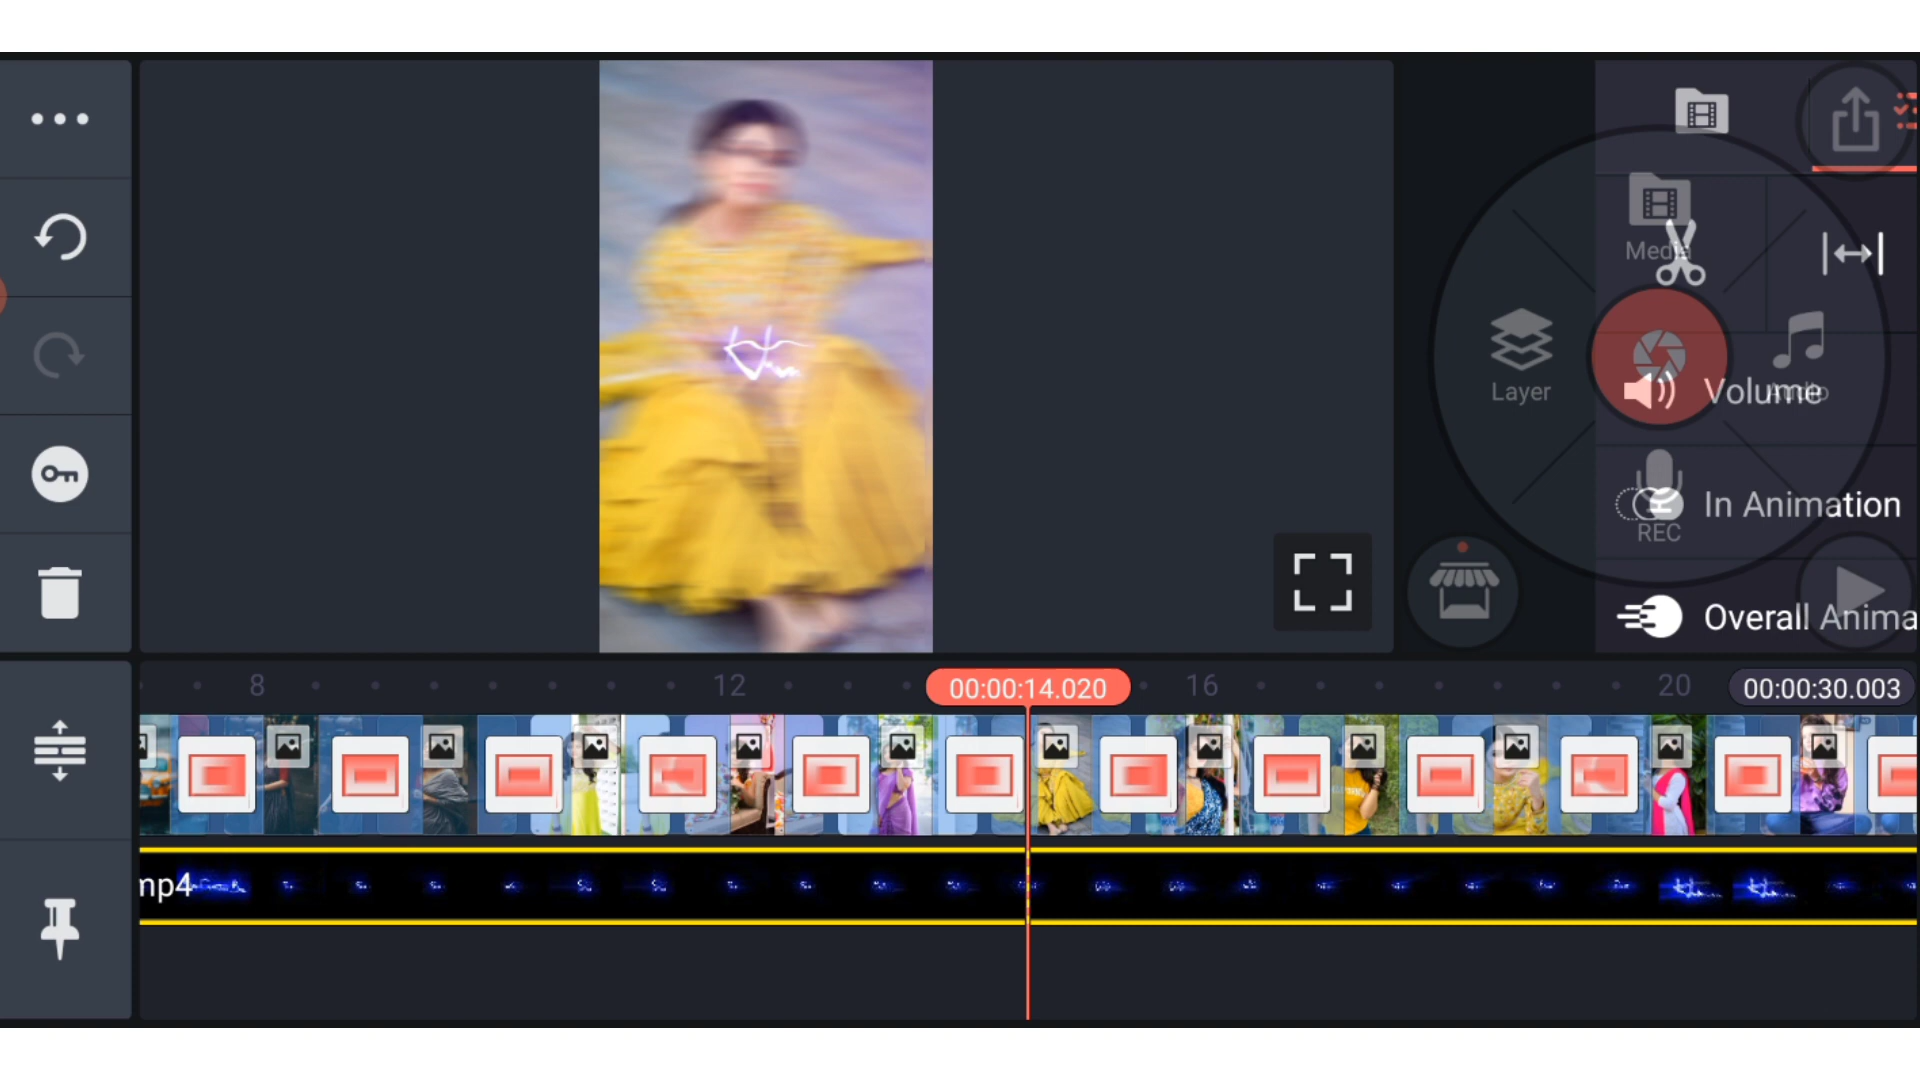 Media
Layer
Volume
Audio
In Animation
REC
Overall Anima
8
12
00:00:14.020
16
20
00:00:30.003
mp4